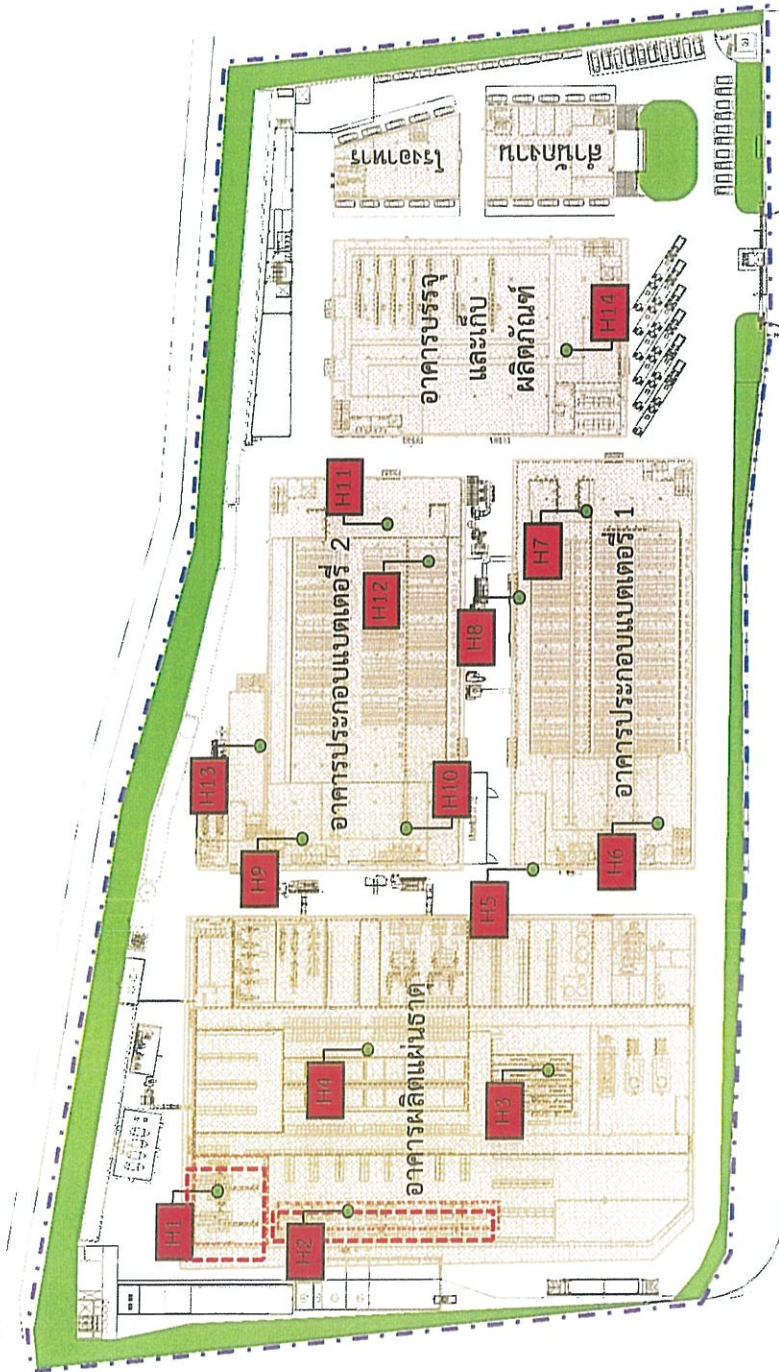 โรงอาหาร
สำนักงาน
อาคารบรรจุ
และเก็บ
ผลิตภัณฑ์
H14
H11
อาคารประกอบแบตเตอรี่ 2
H12
H13
H9
H10
H8
H7
อาคารประกอบแบตเตอรี่ 1
H5
H6
H4
อาคารผลิตแผ่นธาตุ
H3
H1
H2